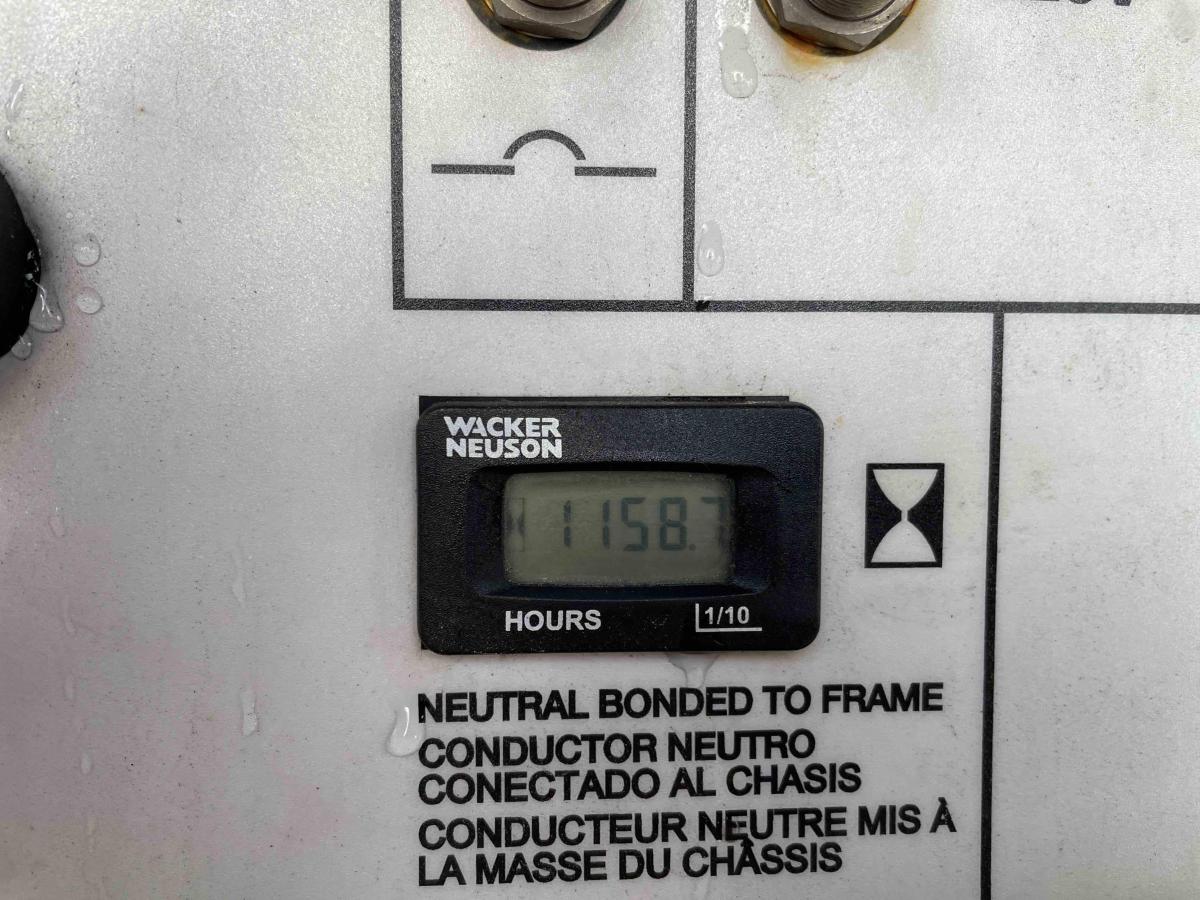 WACKER
NEUSON
1158.7
HOURS
1/10
NEUTRAL BONDED TO FRAME
CONDUCTOR NEUTRO
CONECTADO AL CHASIS
CONDUCTEUR NEUTRE MIS À
LA MASSE DU CHÂSSIS